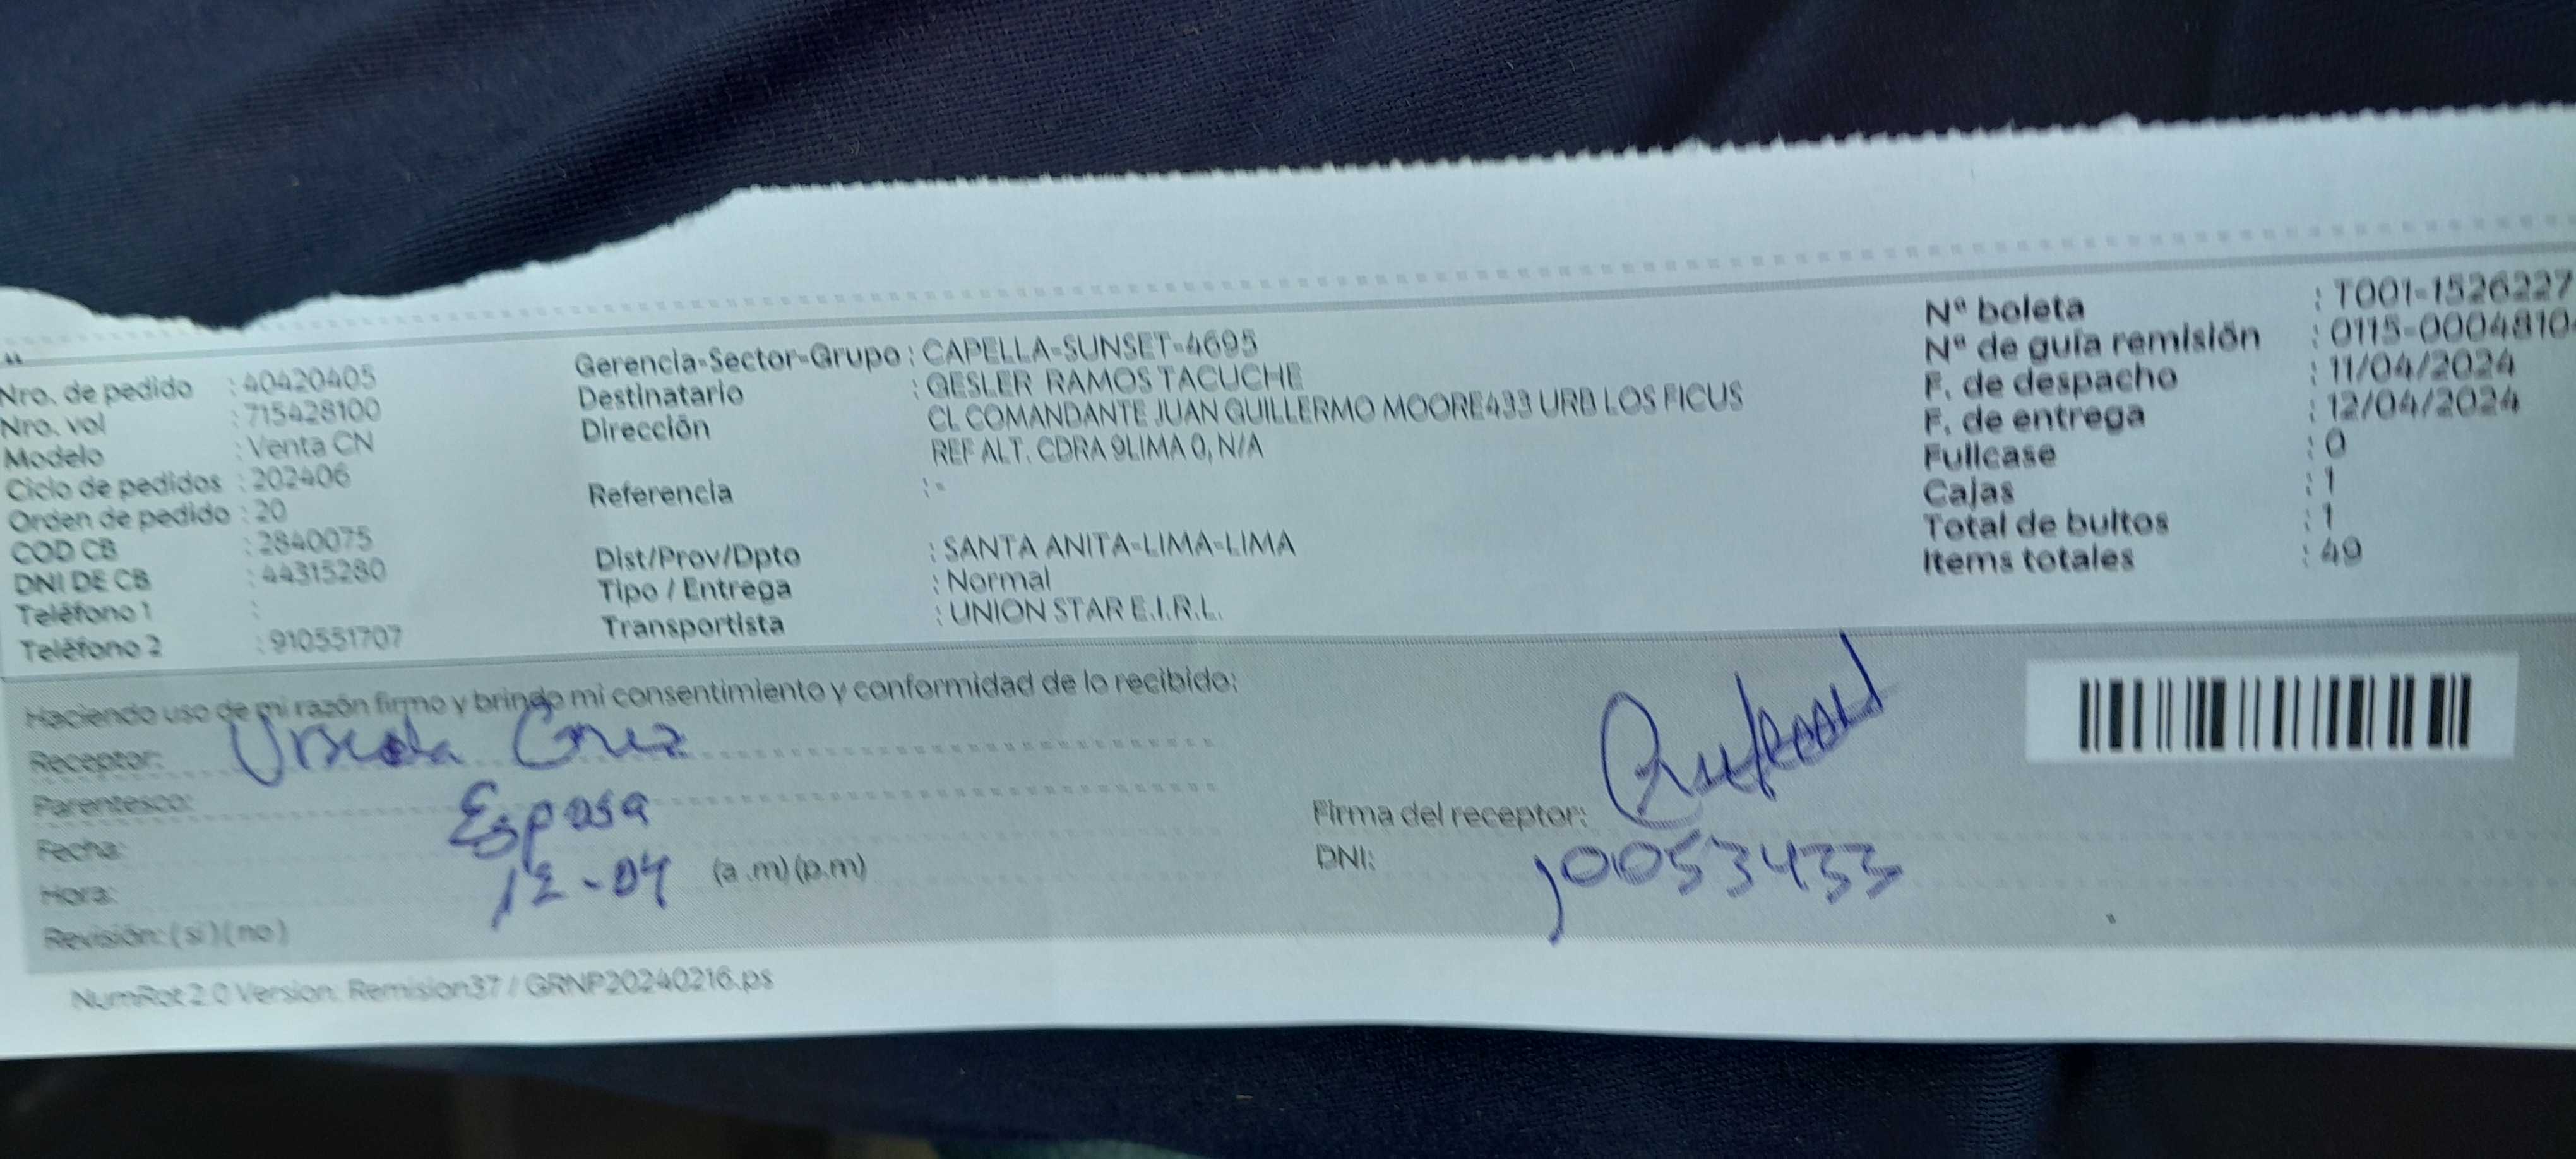 Nro. de pedido : 40420405
Nro. vol : 715428100
Modelo : Venta CN
Ciclo de pedidos : 202406
Orden de pedido : 20
COD CB : 2840075
DNI DE CB : 44315280
Teléfono 1 :
Teléfono 2 : 910551707
Gerencia-Sector-Grupo : CAPELLA-SUNSET-4695
Destinatario : GESLER RAMOS TACUCHE
Dirección CL COMANDANTE JUAN GUILLERMO MOORE433 URB LOS FICUS
REF ALT. CDRA 9LIMA 0, N/A
Referencia : -
Dist/Prov/Dpto : SANTA ANITA-LIMA-LIMA
Tipo / Entrega : Normal
Transportista : UNION STAR E.I.R.L.
Nº boleta : T001-1526227
Nº de guía remisión : 0115-0004810
F. de despacho : 11/04/2024
F. de entrega : 12/04/2024
Fullcase : 0
Cajas : 1
Total de bultos : 1
Items totales : 49
Haciendo uso de mi razón firmo y brindo mi consentimiento y conformidad de lo recibido:
Receptor: Ursula Cruz
Parentesco: Esposa
Fecha: 12-04
Hora: (a .m) (p.m)
Revisión: ( si ) ( no )
Firma del receptor:
DNI: 10053433
NumRot 2.0 Version: Remision37 / GRNP20240216.ps